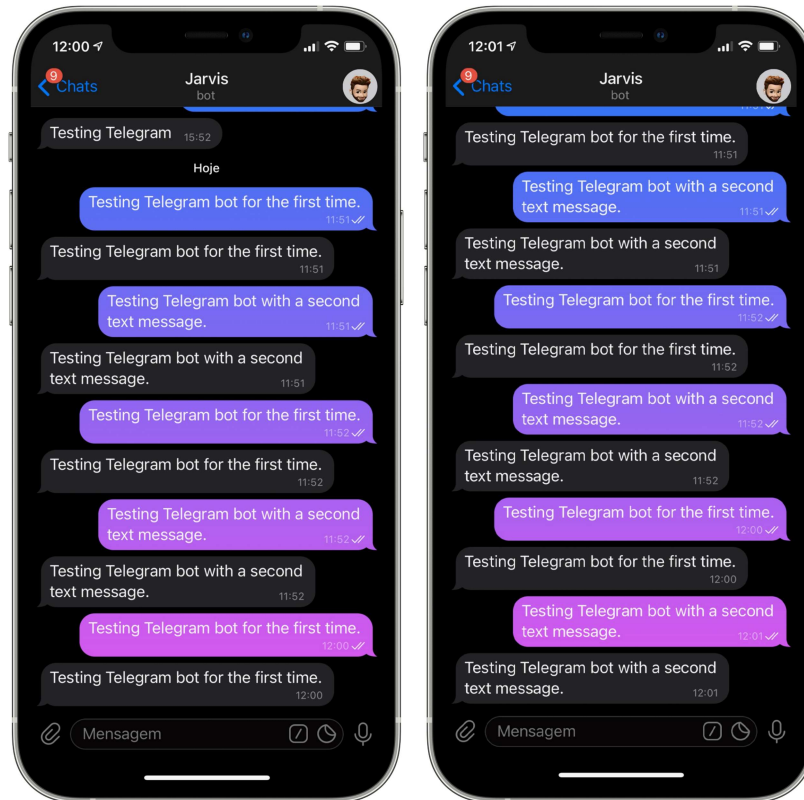 12:00
9
Chats
Jarvis
bot
Testing Telegram 15:52
Hoje
Testing Telegram bot for the first time.
11:51
Testing Telegram bot for the first time.
11:51
Testing Telegram bot with a second
text message. 11:51
Testing Telegram bot with a second
text message. 11:51
Testing Telegram bot for the first time.
11:52
Testing Telegram bot for the first time.
11:52
Testing Telegram bot with a second
text message. 11:52
Testing Telegram bot with a second
text message. 11:52
Testing Telegram bot for the first time.
12:00
Testing Telegram bot for the first time.
12:00
Mensagem
12:01
9
Chats
Jarvis
bot
11:51
Testing Telegram bot for the first time.
11:51
Testing Telegram bot with a second
text message. 11:51
Testing Telegram bot with a second
text message. 11:51
Testing Telegram bot for the first time.
11:52
Testing Telegram bot for the first time.
11:52
Testing Telegram bot with a second
text message. 11:52
Testing Telegram bot with a second
text message. 11:52
Testing Telegram bot for the first time.
12:00
Testing Telegram bot for the first time.
12:00
Testing Telegram bot with a second
text message. 12:01
Testing Telegram bot with a second
text message. 12:01
Mensagem